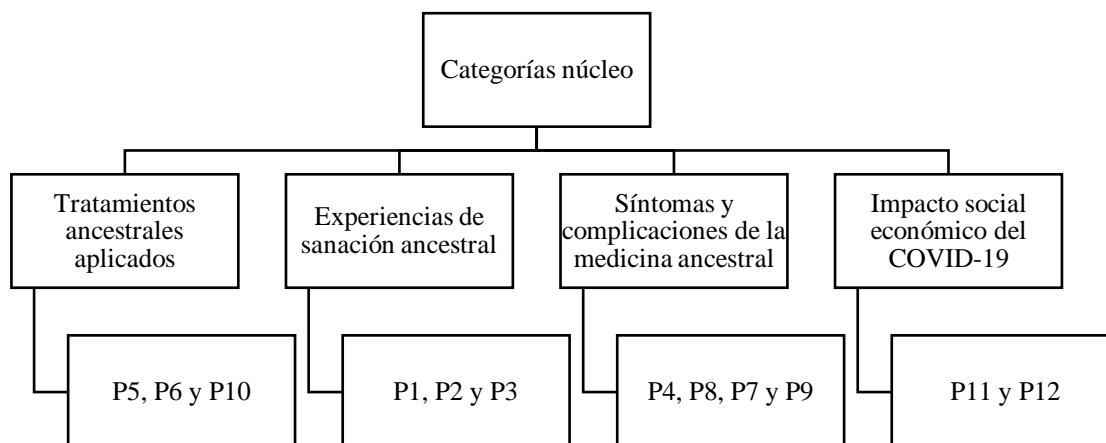 Categorías núcleo
Tratamientos
ancestrales
aplicados
Experiencias de
sanación ancestral
Síntomas y
complicaciones de la
medicina ancestral
Impacto social
económico del
COVID-19
P5, P6 y P10
P1, P2 y P3
P4, P8, P7 y P9
P11 y P12